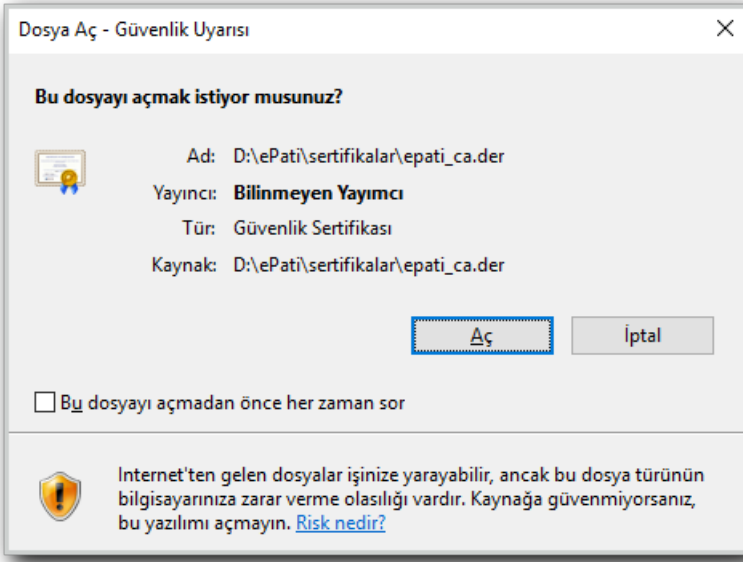 Dosya Aç - Güvenlik Uyarısı
Bu dosyayı açmak istiyor musunuz?
Ad: D:\ePati\sertifikalar\epati_ca.der
Yayıncı: Bilinmeyen Yayımcı
Tür: Güvenlik Sertifikası
Kaynak: D:\ePati\sertifikalar\epati_ca.der
Aç İptal
Bu dosyayı açmadan önce her zaman sor
Internet'ten gelen dosyalar işinize yarayabilir, ancak bu dosya türünün
bilgisayarınıza zarar verme olasılığı vardır. Kaynağa güvenmiyorsanız,
bu yazılımı açmayın. Risk nedir?